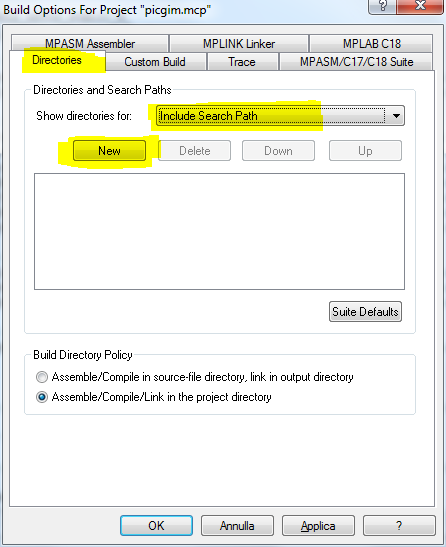 Build Options For Project "picgim.mcp"
?
MPASM Assembler MPLINK Linker MPLAB C18
Directories Custom Build Trace MPASM/C17/C18 Suite
Directories and Search Paths
Show directories for: Include Search Path
New Delete Down Up
Suite Defaults
Build Directory Policy
Assemble/Compile in source-file directory, link in output directory
Assemble/Compile/Link in the project directory
OK Annulla Applica ?